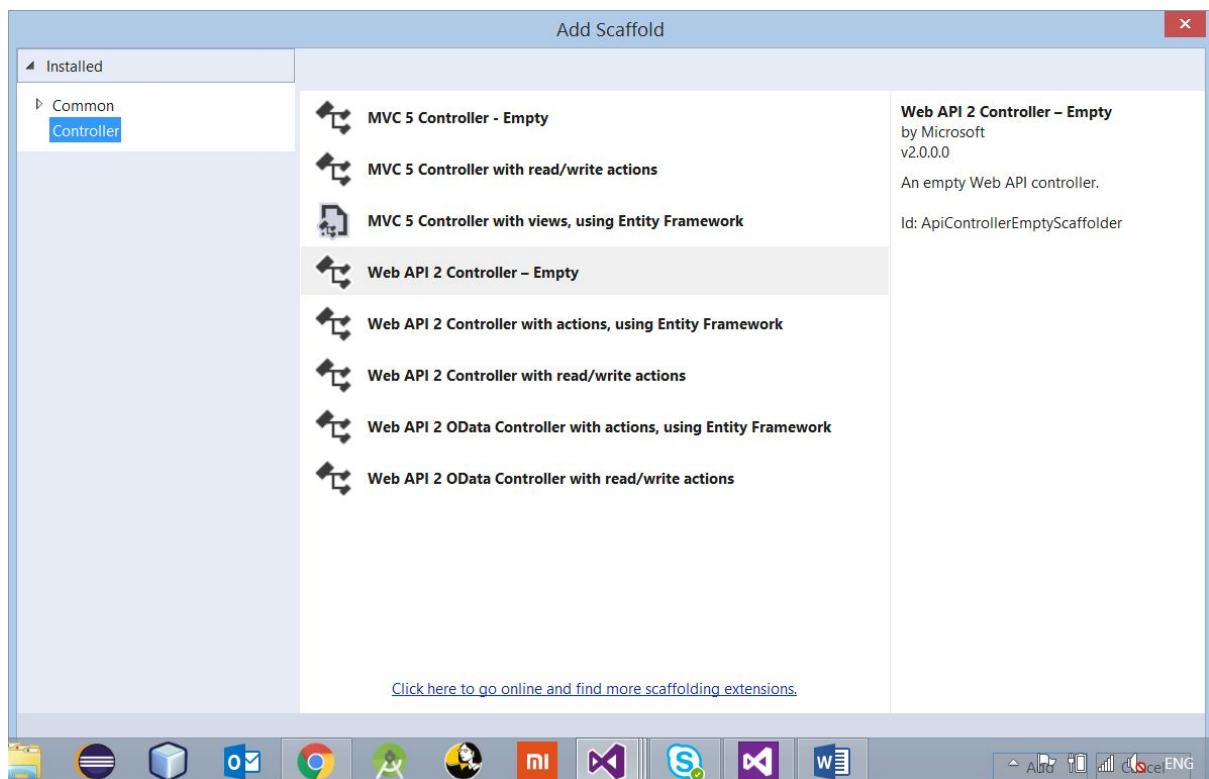 Add Scaffold
Installed
Common
Controller
MVC 5 Controller - Empty
MVC 5 Controller with read/write actions
MVC 5 Controller with views, using Entity Framework
Web API 2 Controller – Empty
Web API 2 Controller with actions, using Entity Framework
Web API 2 Controller with read/write actions
Web API 2 OData Controller with actions, using Entity Framework
Web API 2 OData Controller with read/write actions
Click here to go online and find more scaffolding extensions.
Web API 2 Controller – Empty
by Microsoft
v2.0.0.0
An empty Web API controller.
Id: ApiControllerEmptyScaffolder
ENG